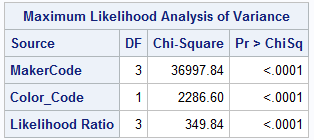 Maximum Likelihood Analysis of Variance
Source DF Chi-Square Pr > ChiSq
MakerCode 3 36997.84 <.0001
Color_Code 1 2286.60 <.0001
Likelihood Ratio 3 349.84 <.0001